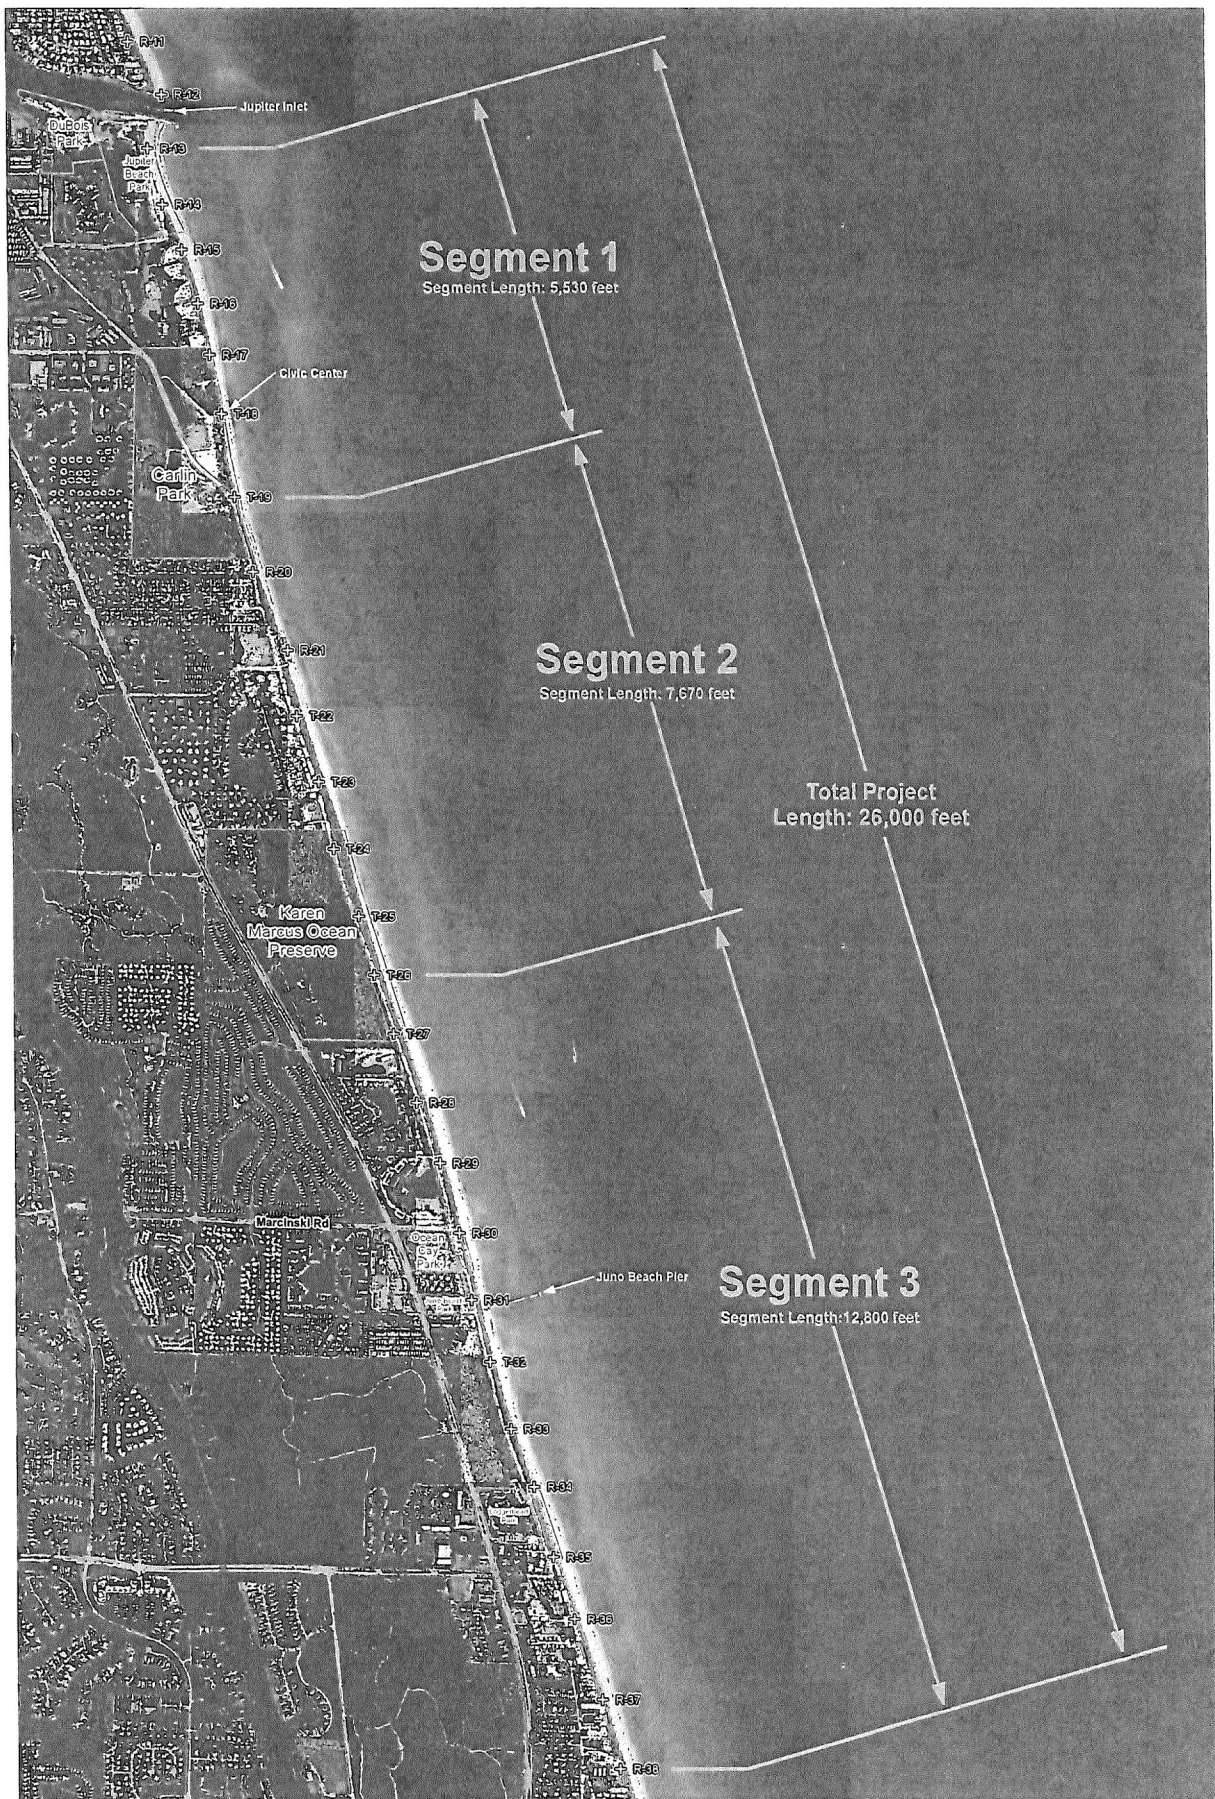 R-11
R-12
Jupiter Inlet
DuBois
Park
R-13
Jupiter
Beach
Park
R-14
R-15
R-16
R-17
Segment 1
Segment Length: 5,530 feet
Civic Center
T-18
Carlin
Park
T-19
R-20
R-21
T-22
T-23
Segment 2
Segment Length: 7,670 feet
Total Project
Length: 26,000 feet
T-24
T-25
Karen
Marcus Ocean
Preserve
T-26
T-27
R-28
R-29
Marcinski Rd
R-30
Ocean
Cay
Park
Juno Beach Pier
R-31
Segment 3
Segment Length:12,800 feet
T-32
R-33
R-34
Loggerhead
Park
R-35
R-36
R-37
R-38